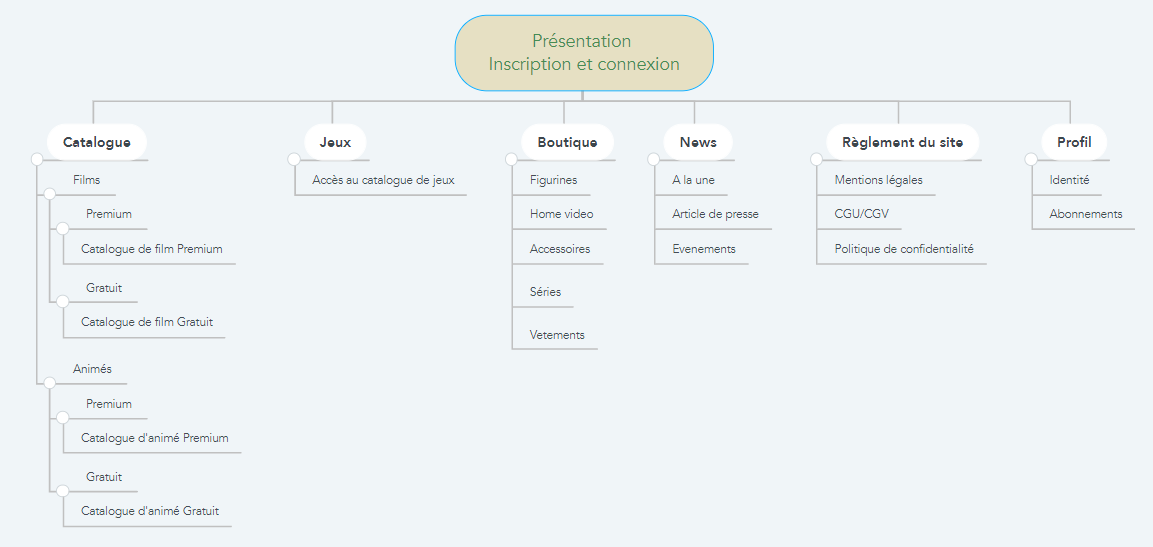 Présentation
Inscription et connexion
Catalogue
Films
Premium
Catalogue de film Premium
Gratuit
Catalogue de film Gratuit
Animés
Premium
Catalogue d'animé Premium
Gratuit
Catalogue d'animé Gratuit
Jeux
Accès au catalogue de jeux
Boutique
Figurines
Home video
Accessoires
Séries
Vetements
News
A la une
Article de presse
Evenements
Règlement du site
Mentions légales
CGU/CGV
Politique de confidentialité
Profil
Identité
Abonnements